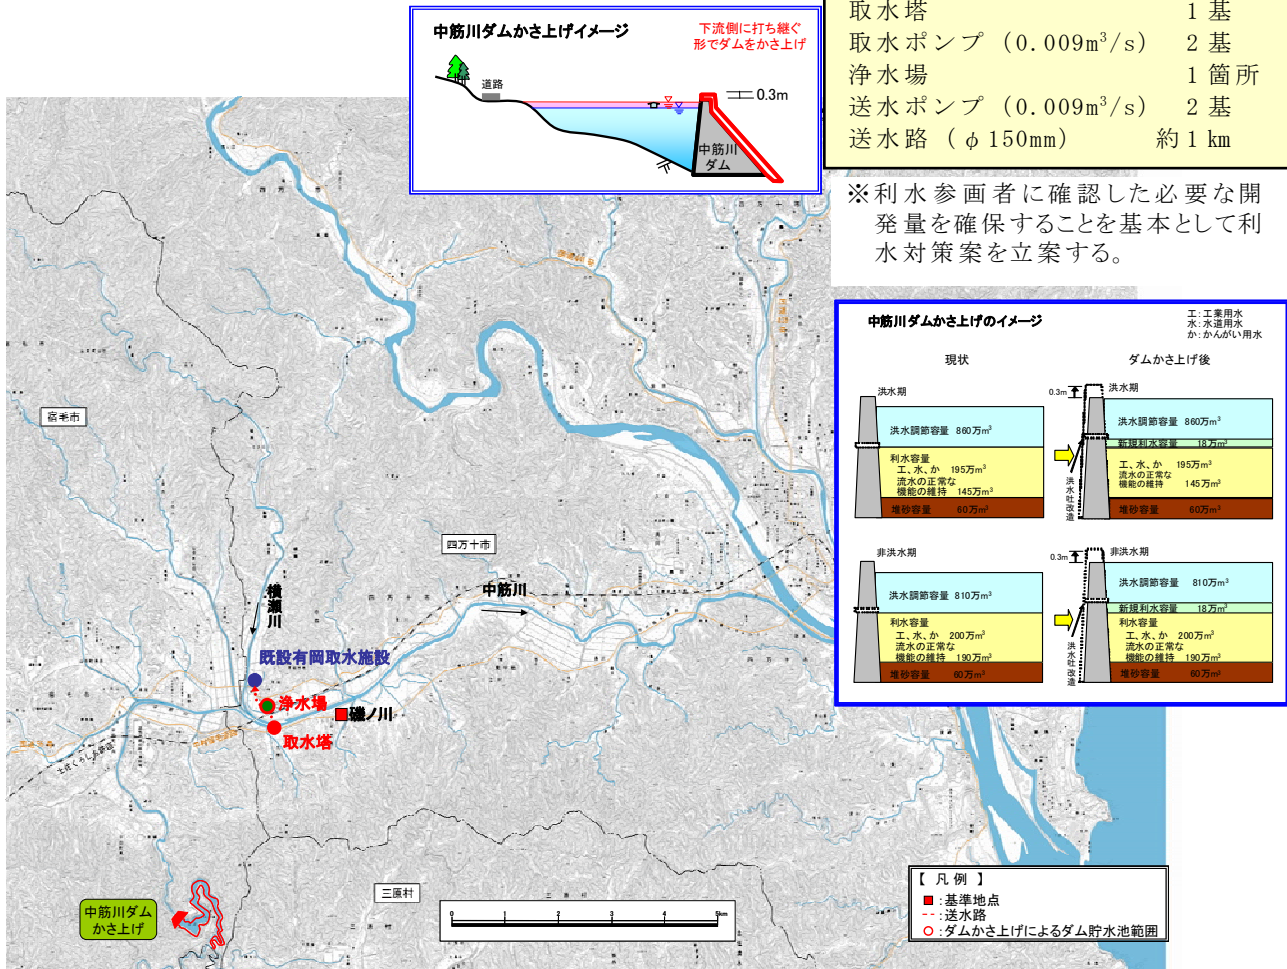 中筋川ダムかさ上げイメージ
下流側に打ち継ぐ
形でダムをかさ上げ
道路
0.3m
中筋川
ダム
取水塔 1基
取水ポンプ（0.009m³/s） 2基
浄水場 1箇所
送水ポンプ（0.009m³/s） 2基
送水路（φ150mm） 約1km
※利水参画者に確認した必要な開
発量を確保することを基本として利
水対策案を立案する。
中筋川ダムかさ上げのイメージ
工：工業用水
水：水道用水
か：かんがい用水
現状
ダムかさ上げ後
洪水期
洪水調節容量 860万m³
利水容量
工、水、か 195万m³
流水の正常な
機能の維持 145万m³
堆砂容量 60万m³
0.3m
洪水期
洪水調節容量 860万m³
新規利水容量 18万m³
工、水、か 195万m³
流水の正常な
機能の維持 145万m³
堆砂容量 60万m³
洪水吐改造
非洪水期
洪水調節容量 810万m³
利水容量
工、水、か 200万m³
流水の正常な
機能の維持 190万m³
堆砂容量 60万m³
0.3m
非洪水期
洪水調節容量 810万m³
新規利水容量 18万m³
利水容量
工、水、か 200万m³
流水の正常な
機能の維持 190万m³
堆砂容量 60万m³
洪水吐改造
宿毛市
四万十市
横瀬川
中筋川
既設有岡取水施設
浄水場
磯ノ川
取水塔
三原村
中筋川ダム
かさ上げ
0 1 2 3 4 5km
【 凡 例 】
：基準地点
：送水路
：ダムかさ上げによるダム貯水池範囲